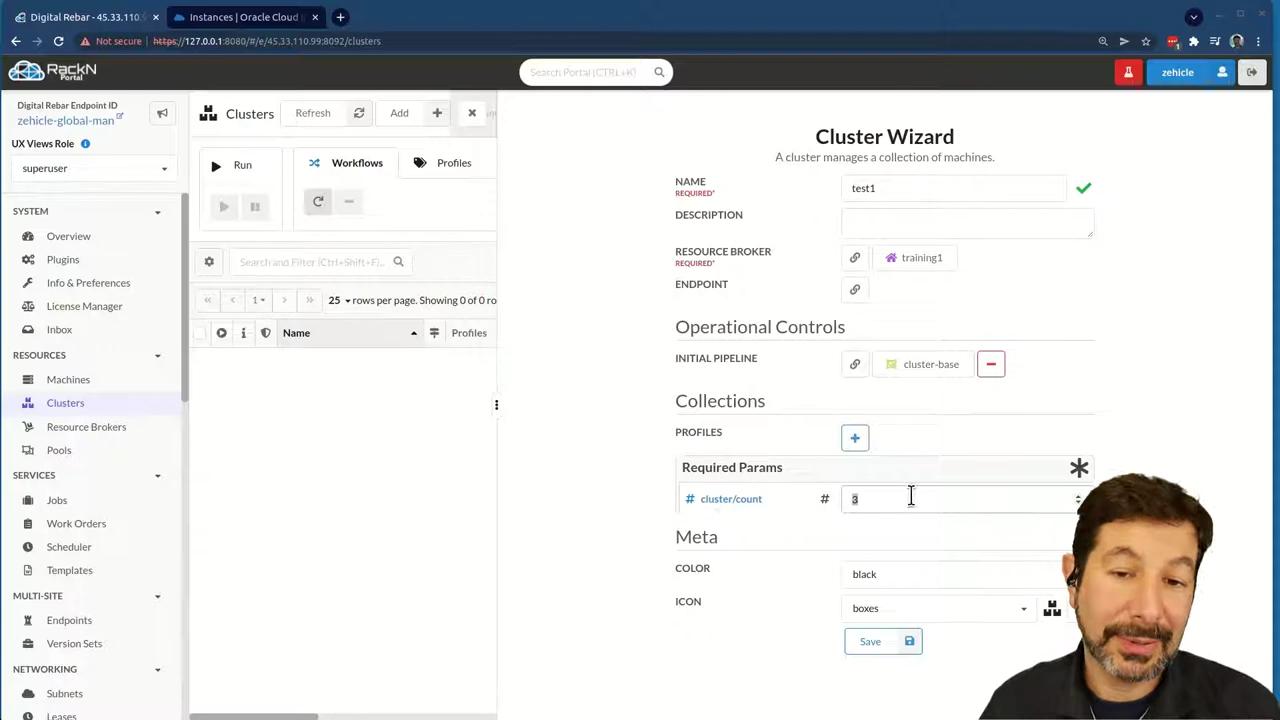 Digital Rebar - 45.33.110.9
Instances | Oracle Cloud I
Not secure https://127.0.0.1:8080/#/e/45.33.110.99:8092/clusters
RackN
Portal
Search Portal (CTRL+K)
zehicle
Digital Rebar Endpoint ID
zehicle-global-man
UX Views Role
superuser
SYSTEM
Overview
Plugins
Info & Preferences
License Manager
Inbox
RESOURCES
Machines
Clusters
Resource Brokers
Pools
SERVICES
Jobs
Work Orders
Scheduler
Templates
MULTI-SITE
Endpoints
Version Sets
NETWORKING
Subnets
Leases
Clusters
Refresh
Add
Run
Workflows
Profiles
Search and Filter (Ctrl+Shift+F)...
1
25 rows per page. Showing 0 of 0 ro
Name
Profiles
Cluster Wizard
A cluster manages a collection of machines.
NAME
REQUIRED*
test1
DESCRIPTION
RESOURCE BROKER
REQUIRED*
training1
ENDPOINT
Operational Controls
INITIAL PIPELINE
cluster-base
Collections
PROFILES
Required Params
# cluster/count # 3
Meta
COLOR
black
ICON
boxes
Save